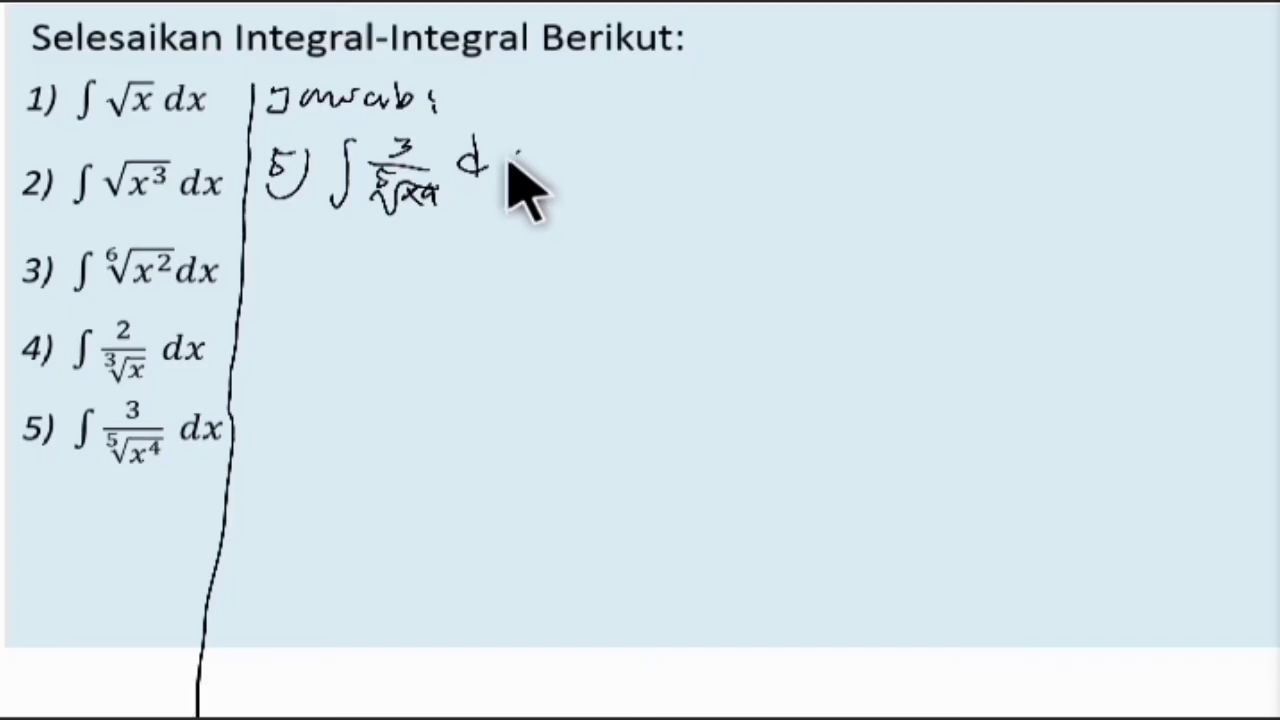 Selesaikan Integral-Integral Berikut:
1) ∫ √x dx
2) ∫ √x³ dx
3) ∫ ⁶√x² dx
4) ∫ 2/³√x dx
5) ∫ 3/⁵√x⁴ dx
Jawab:
5) ∫ 3/⁵√x⁴ d